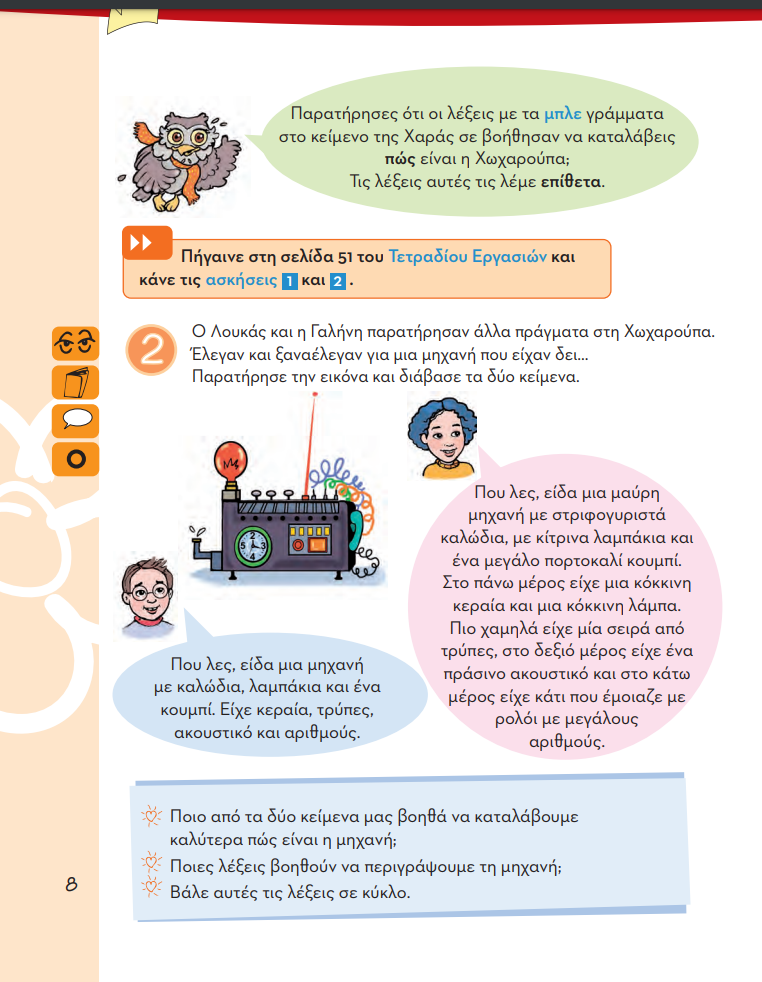 Παρατήρησες ότι οι λέξεις με τα μπλε γράμματα
στο κείμενο της Χαράς σε βοήθησαν να καταλάβεις
πώς είναι η Χωχαρούπα;
Τις λέξεις αυτές τις λέμε επίθετα.
Πήγαινε στη σελίδα 51 του Τετραδίου Εργασιών και
κάνε τις ασκήσεις 1 και 2 .
2
Ο Λουκάς και η Γαλήνη παρατήρησαν άλλα πράγματα στη Χωχαρούπα.
Έλεγαν και ξαναέλεγαν για μια μηχανή που είχαν δει...
Παρατήρησε την εικόνα και διάβασε τα δύο κείμενα.
Που λες, είδα μια μαύρη
μηχανή με στριφογυριστά
καλώδια, με κίτρινα λαμπάκια και
ένα μεγάλο πορτοκαλί κουμπί.
Στο πάνω μέρος είχε μια κόκκινη
κεραία και μια κόκκινη λάμπα.
Πιο χαμηλά είχε μία σειρά από
τρύπες, στο δεξιό μέρος είχε ένα
πράσινο ακουστικό και στο κάτω
μέρος είχε κάτι που έμοιαζε με
ρολόι με μεγάλους
αριθμούς.
Που λες, είδα μια μηχανή
με καλώδια, λαμπάκια και ένα
κουμπί. Είχε κεραία, τρύπες,
ακουστικό και αριθμούς.
Ποιο από τα δύο κείμενα μας βοηθά να καταλάβουμε
καλύτερα πώς είναι η μηχανή;
Ποιες λέξεις βοηθούν να περιγράψουμε τη μηχανή;
Βάλε αυτές τις λέξεις σε κύκλο.
8